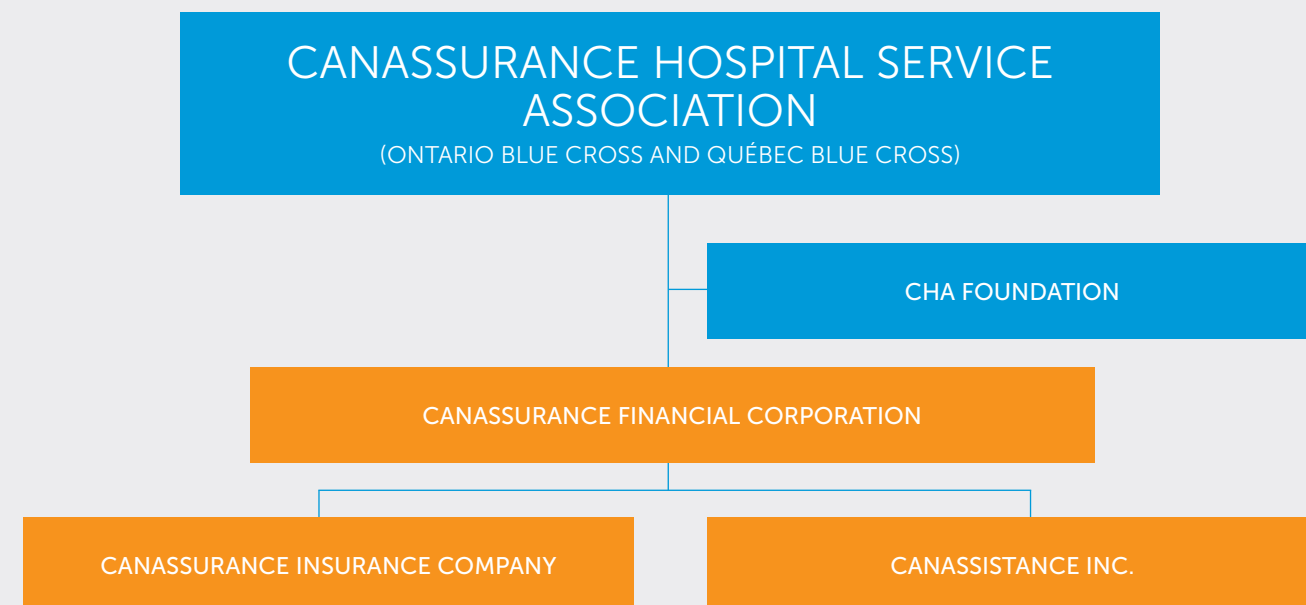 CANASSURANCE HOSPITAL SERVICE
ASSOCIATION
(ONTARIO BLUE CROSS AND QUÉBEC BLUE CROSS)
CHA FOUNDATION
CANASSURANCE FINANCIAL CORPORATION
CANASSURANCE INSURANCE COMPANY
CANASSISTANCE INC.